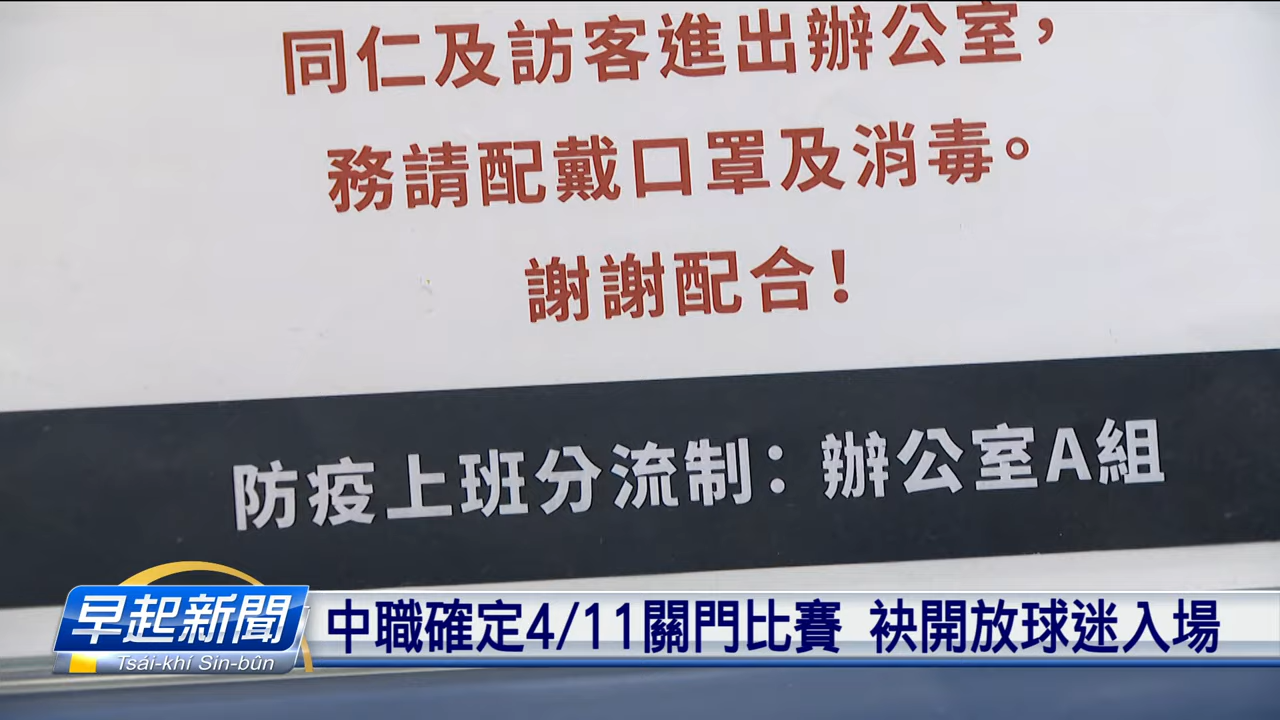 同仁及訪客進出辦公室，
務請配戴口罩及消毒。
謝謝配合！
防疫上班分流制：辦公室A組
早起新聞
Tsái-khí Sin-bûn
中職確定4/11關門比賽 袂開放球迷入場